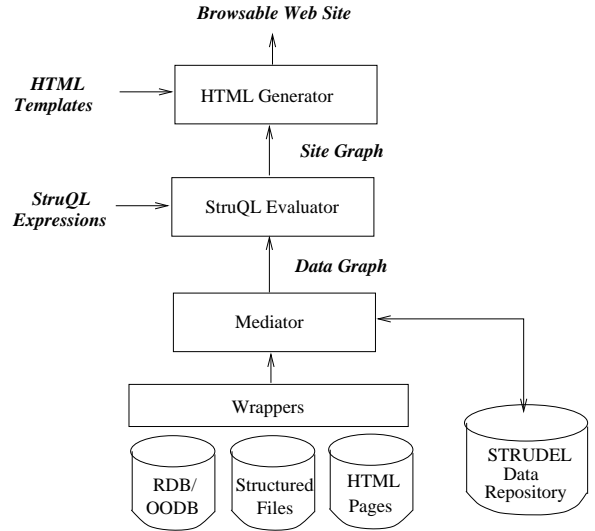 Browsable Web Site
HTML
Templates
HTML Generator
Site Graph
StruQL
Expressions
StruQL Evaluator
Data Graph
Mediator
Wrappers
RDB/
OODB
Structured
Files
HTML
Pages
STRUDEL
Data
Repository